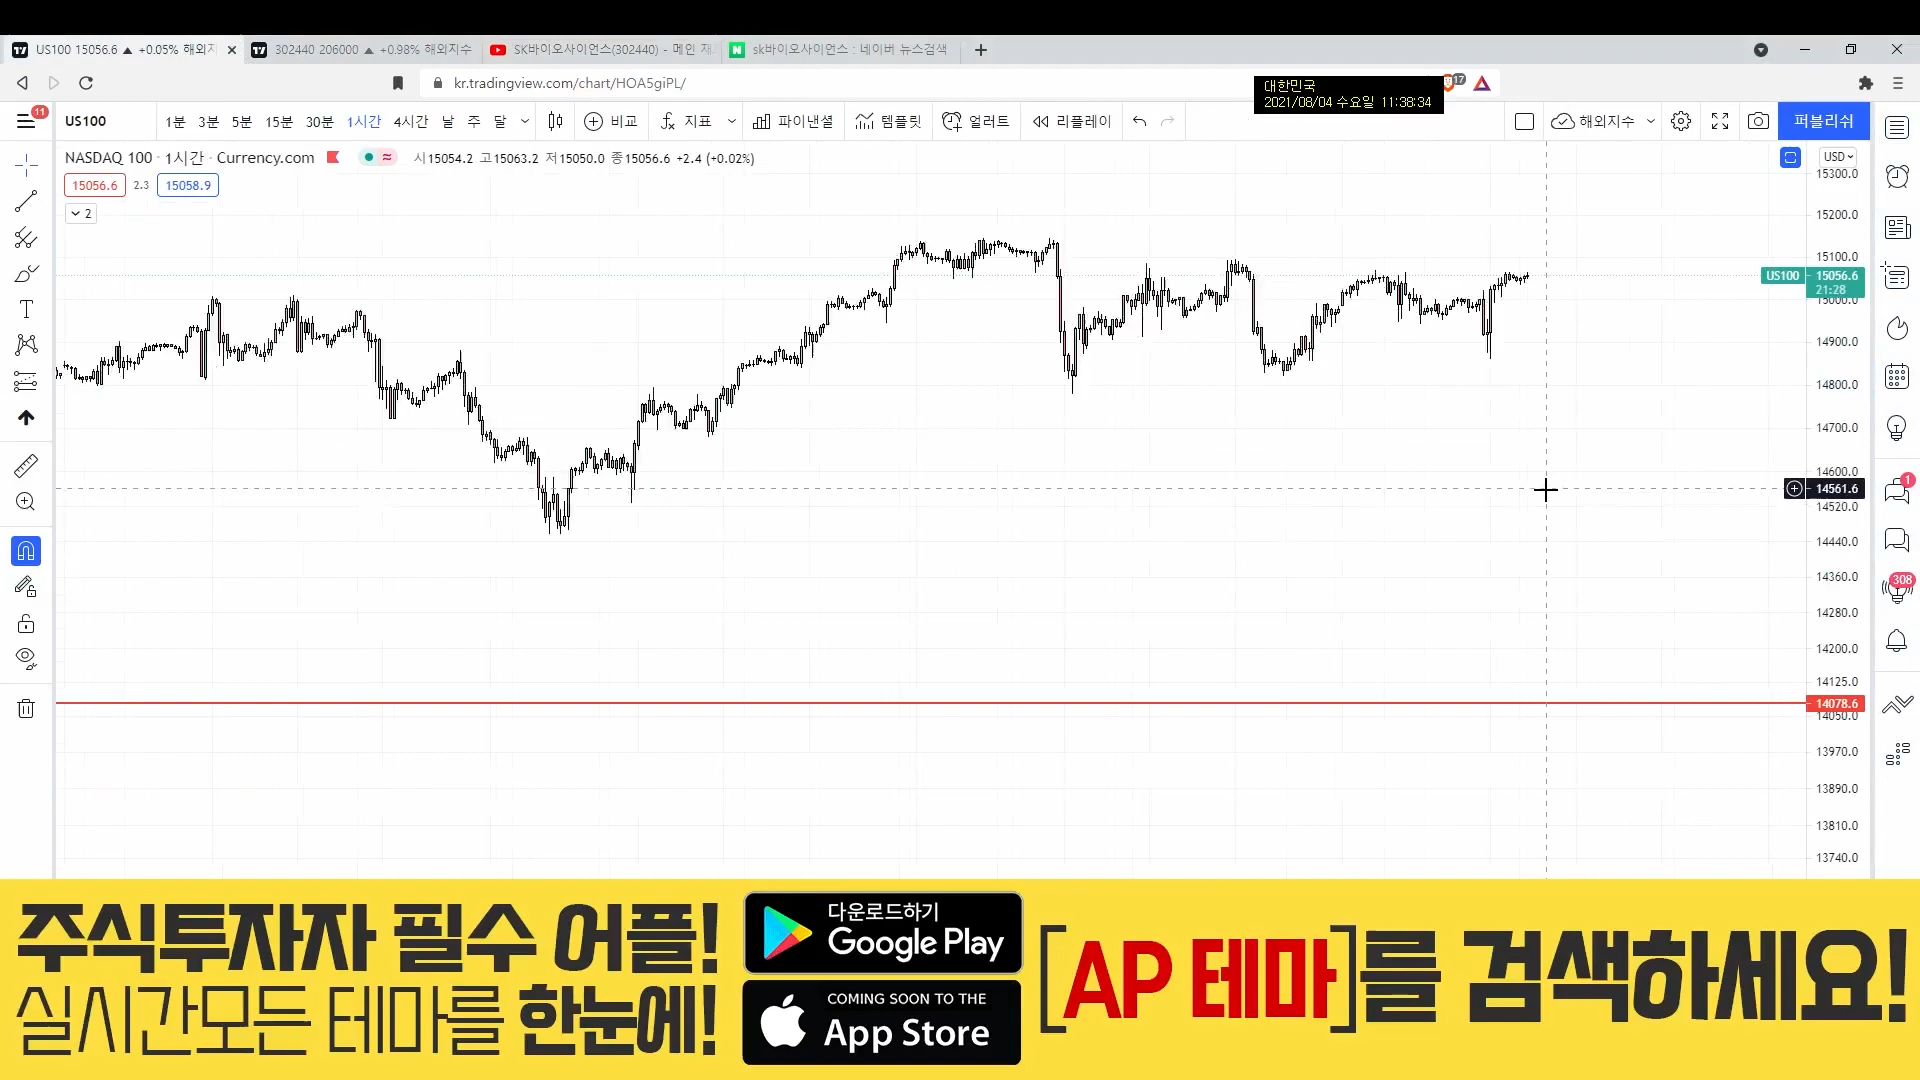 US100 15056.6 ▲ +0.05% 해외지
302440 206000 ▲ +0.98% 해외지수
SK바이오사이언스(302440) - 메인 재
sk바이오사이언스 : 네이버 뉴스검색
kr.tradingview.com/chart/HOA5giPL/
17
대한민국
2021/08/04 수요일 11:38:34
11
US100
1분 3분 5분 15분 30분 1시간 4시간 날 주 달
비교
지표
파이낸셜
템플릿
얼러트
리플레이
해외지수
퍼블리쉬
NASDAQ 100 · 1시간 · Currency.com
시15054.2 고15063.2 저15050.0 종15056.6 +2.4 (+0.02%)
15056.6 2.3 15058.9
2
USD
15300.0
15200.0
15100.0
US100 15056.6
21:28
15000.0
14900.0
14800.0
14700.0
14600.0
14561.6
14520.0
14440.0
14360.0
14280.0
14200.0
14125.0
14078.6
14050.0
13970.0
13890.0
13810.0
13740.0
1
308
주식투자자 필수 어플!
실시간모든 테마를 한눈에!
다운로드하기
Google Play
COMING SOON TO THE
App Store
[AP 테마]를 검색하세요!